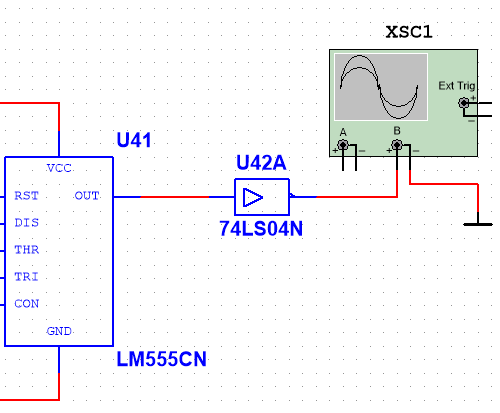 XSC1
Ext Trig
+
−
A
B
+ −
+ −
U41
VCC
U42A
RST OUT
DIS
74LS04N
THR
TRI
CON
GND
LM555CN